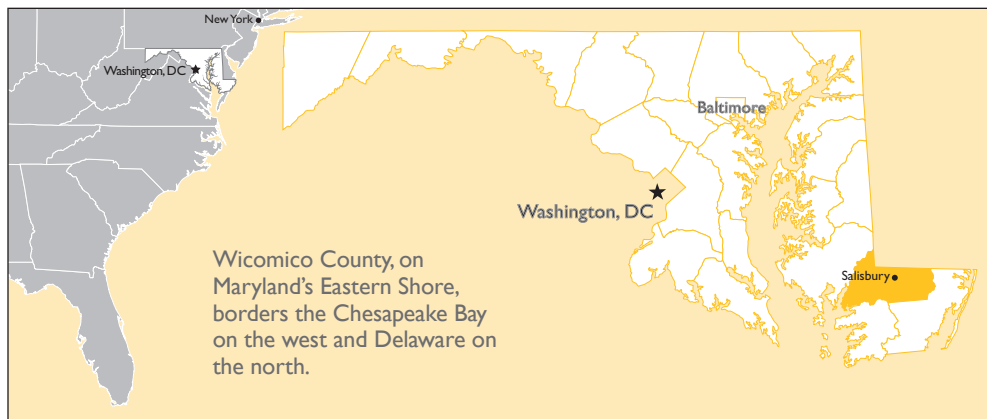 New York
Washington, DC
Baltimore
Washington, DC
Salisbury
Wicomico County, on
Maryland's Eastern Shore,
borders the Chesapeake Bay
on the west and Delaware on
the north.